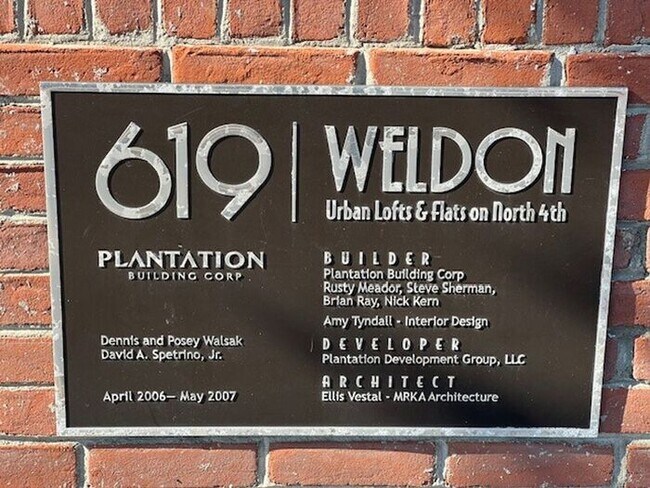 619 | WELDON
Urban Lofts & Flats on North 4th
PLANTATION
BUILDING CORP.
Dennis and Posey Walsak
David A. Spetrino, Jr.
April 2006— May 2007
BUILDER
Plantation Building Corp
Rusty Meador, Steve Sherman,
Brian Ray, Nick Kern
Amy Tyndall - Interior Design
DEVELOPER
Plantation Development Group, LLC
ARCHITECT
Ellis Vestal - MRKA Architecture